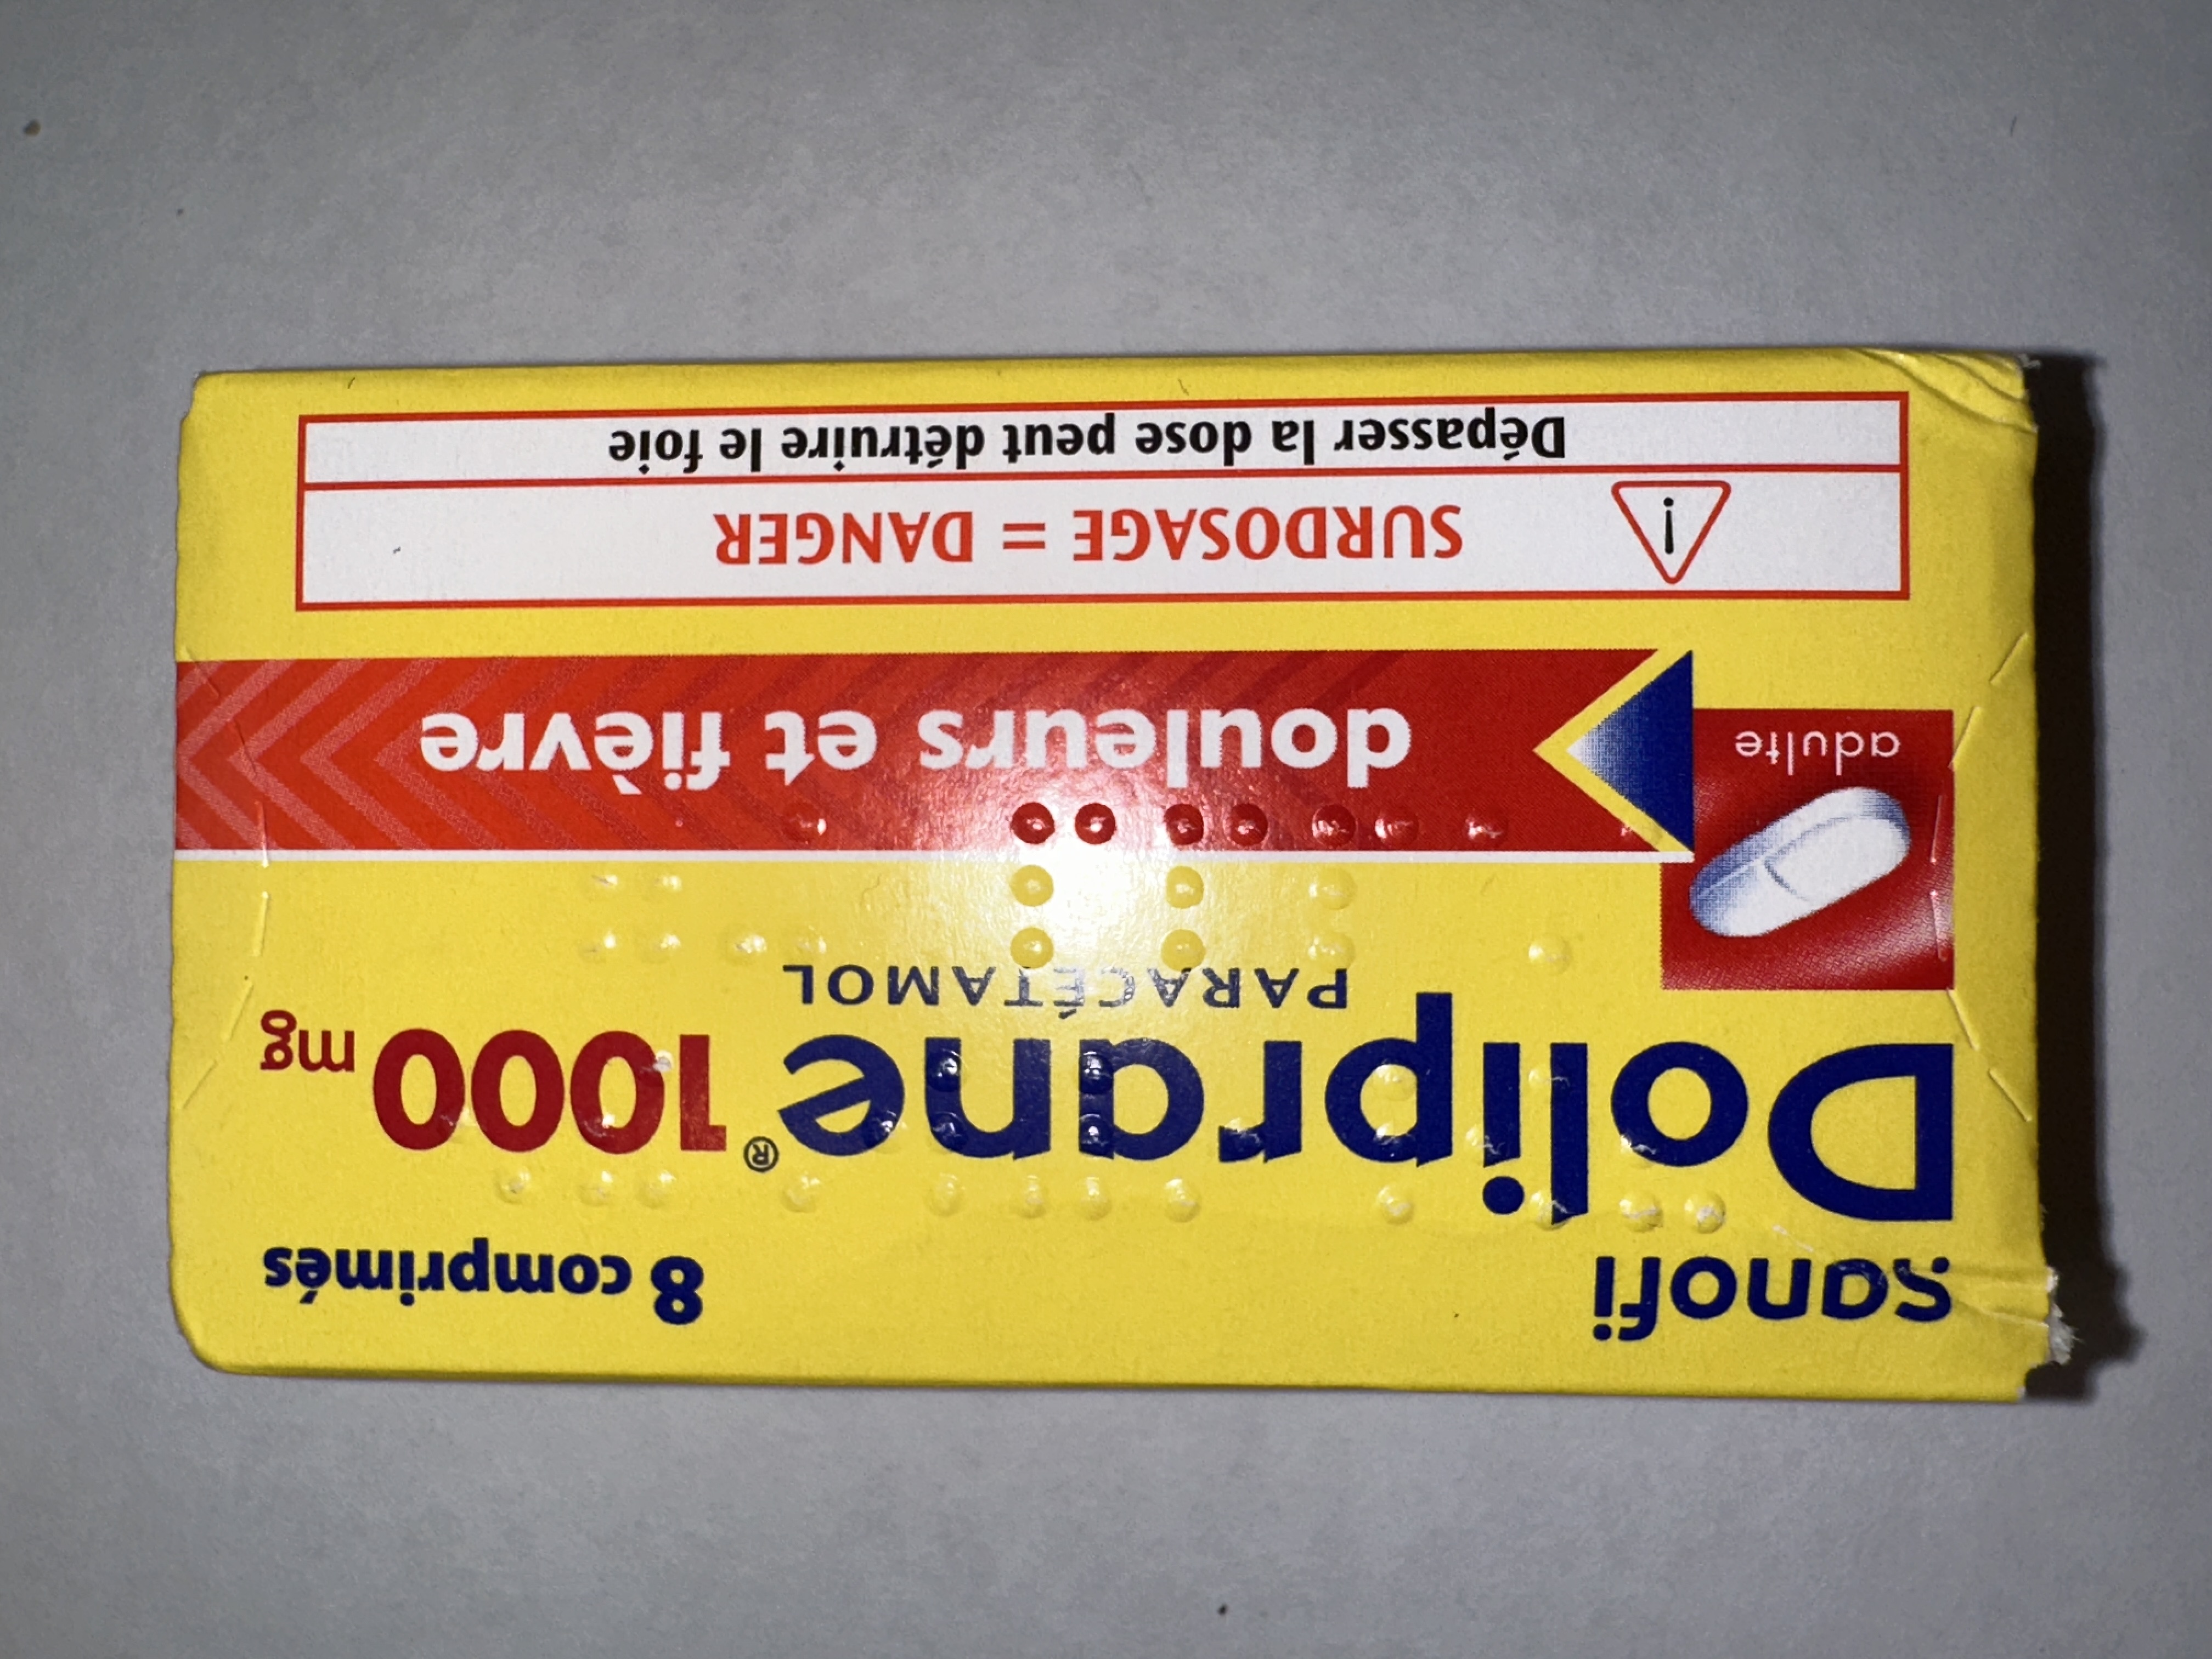 sanofi
8 comprimés
Doliprane® 1000 mg
PARACÉTAMOL
adulte
douleurs et fièvre
! SURDOSAGE = DANGER
Dépasser la dose peut détruire le foie